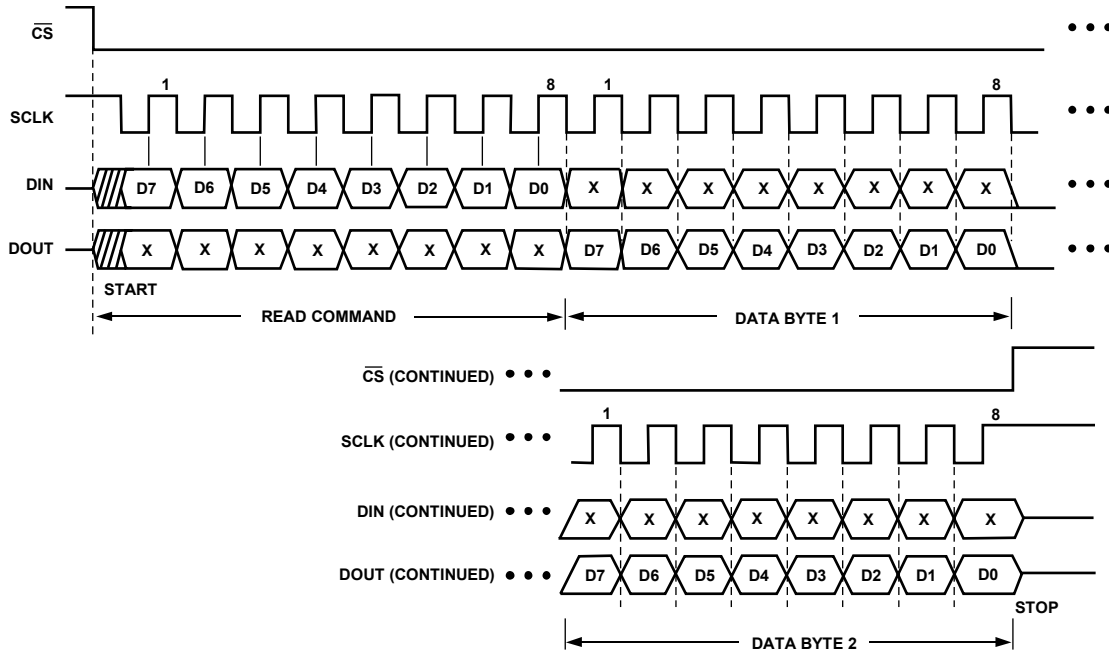 CS
1 8 1 8
SCLK
DIN D7 D6 D5 D4 D3 D2 D1 D0 X X X X X X X X
DOUT X X X X X X X X D7 D6 D5 D4 D3 D2 D1 D0
START
READ COMMAND DATA BYTE 1
CS (CONTINUED)
1 8
SCLK (CONTINUED)
DIN (CONTINUED) X X X X X X X X
DOUT (CONTINUED) D7 D6 D5 D4 D3 D2 D1 D0
STOP
DATA BYTE 2